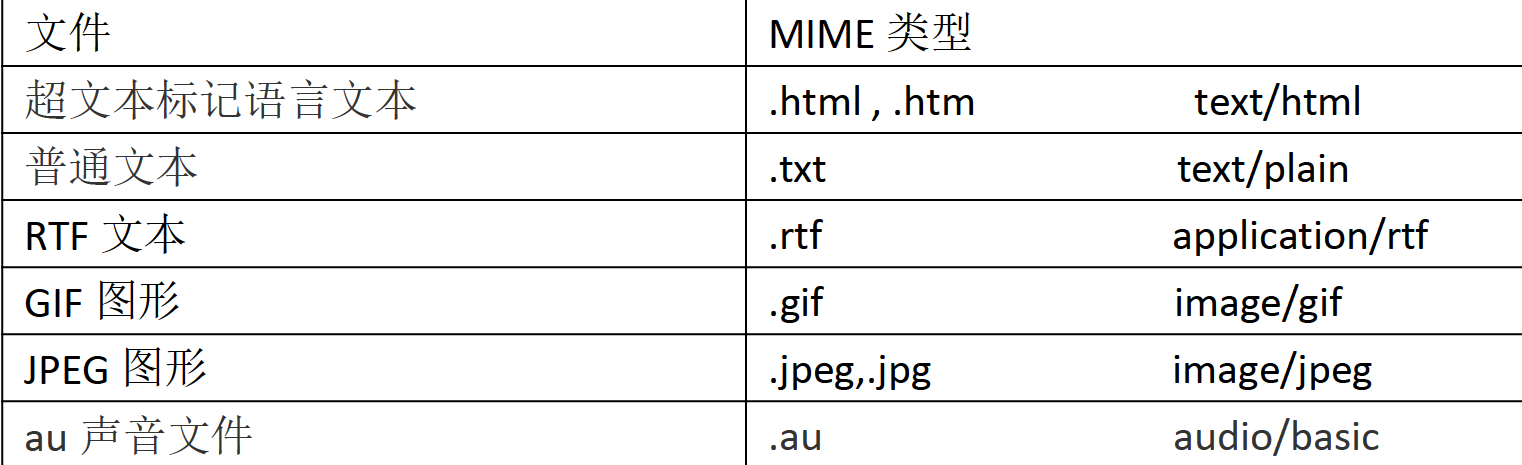 文件 MIME 类型
超文本标记语言文本 .html , .htm text/html
普通文本 .txt text/plain
RTF 文本 .rtf application/rtf
GIF 图形 .gif image/gif
JPEG 图形 .jpeg,.jpg image/jpeg
au 声音文件 .au audio/basic